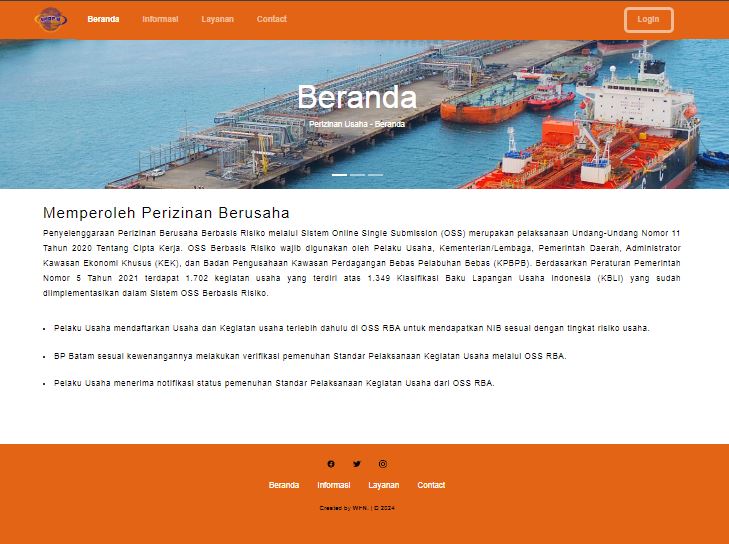 Beranda Informasi Layanan Contact Login
Beranda
Perizinan Usaha - Beranda
Memperoleh Perizinan Berusaha
Penyelenggaraan Perizinan Berusaha Berbasis Risiko melalui Sistem Online Single Submission (OSS) merupakan pelaksanaan Undang-Undang Nomor 11
Tahun 2020 Tentang Cipta Kerja. OSS Berbasis Risiko wajib digunakan oleh Pelaku Usaha, Kementerian/Lembaga, Pemerintah Daerah, Administrator
Kawasan Ekonomi Khusus (KEK), dan Badan Pengusahaan Kawasan Perdagangan Bebas Pelabuhan Bebas (KPBPB). Berdasarkan Peraturan Pemerintah
Nomor 5 Tahun 2021 terdapat 1.702 kegiatan usaha yang terdiri atas 1.349 Klasifikasi Baku Lapangan Usaha Indonesia (KBLI) yang sudah
diimplementasikan dalam Sistem OSS Berbasis Risiko.
• Pelaku Usaha mendaftarkan Usaha dan Kegiatan usaha terlebih dahulu di OSS RBA untuk mendapatkan NIB sesuai dengan tingkat risiko usaha.
• BP Batam sesuai kewenangannya melakukan verifikasi pemenuhan Standar Pelaksanaan Kegiatan Usaha melalui OSS RBA.
• Pelaku Usaha menerima notifikasi status pemenuhan Standar Pelaksanaan Kegiatan Usaha dari OSS RBA.
Beranda Informasi Layanan Contact
Created by | © 2024